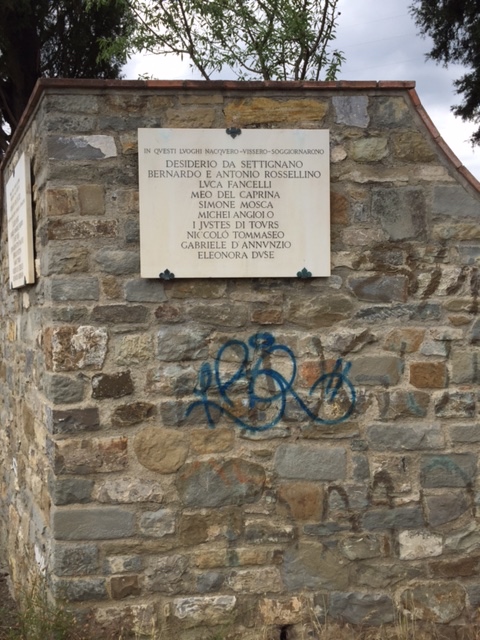 IN QVESTI LVOGHI NACQVERO-VISSERO-SOGGIORNARONO
DESIDERIO DA SETTIGNANO
BERNARDO E ANTONIO ROSSELLINO
LVCA FANCELLI
MEO DEL CAPRINA
SIMONE MOSCA
MICHELANGIOLO
I JVSTES DI TOVRS
NICCOLÓ TOMMASEO
GABRIELE D ANNVNZIO
ELEONORA DVSE